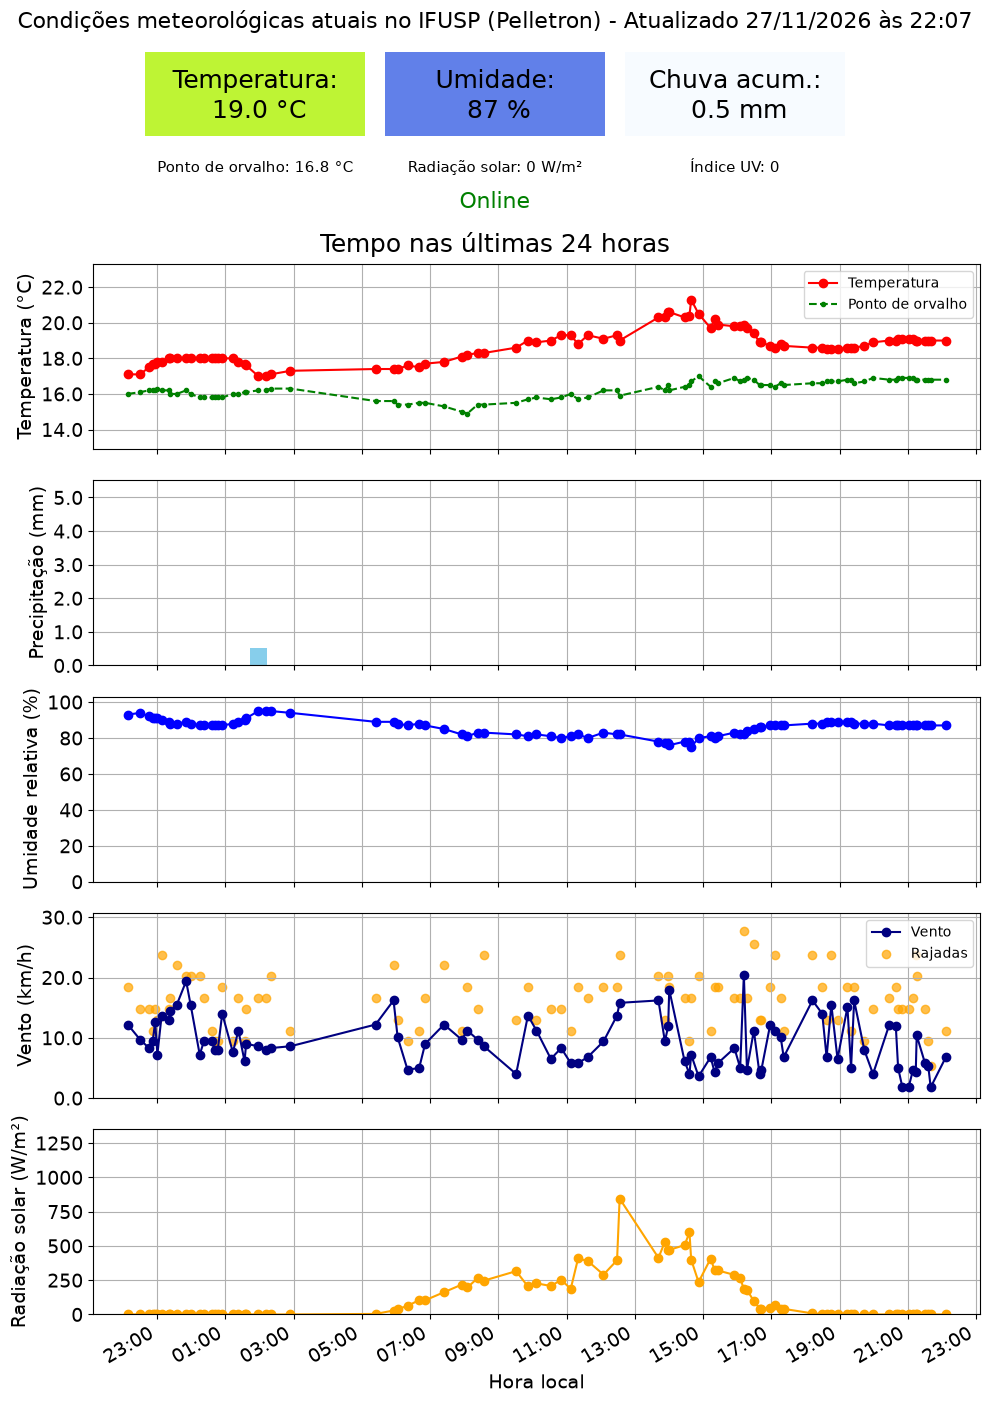 Condições meteorológicas atuais no IFUSP (Pelletron) - Atualizado 27/11/2026 às 22:07
Temperatura:
19.0 °C
Umidade:
87 %
Chuva acum.:
0.5 mm
Ponto de orvalho: 16.8 °C
Radiação solar: 0 W/m²
Índice UV: 0
Online
Tempo nas últimas 24 horas
Temperatura (°C)
22.0
20.0
18.0
16.0
14.0
Temperatura
Ponto de orvalho
Precipitação (mm)
5.0
4.0
3.0
2.0
1.0
0.0
Umidade relativa (%)
100
80
60
40
20
0
Vento (km/h)
30.0
20.0
10.0
0.0
Vento
Rajadas
Radiação solar (W/m²)
1250
1000
750
500
250
0
23:00
01:00
03:00
05:00
07:00
09:00
11:00
13:00
15:00
17:00
19:00
21:00
23:00
Hora local